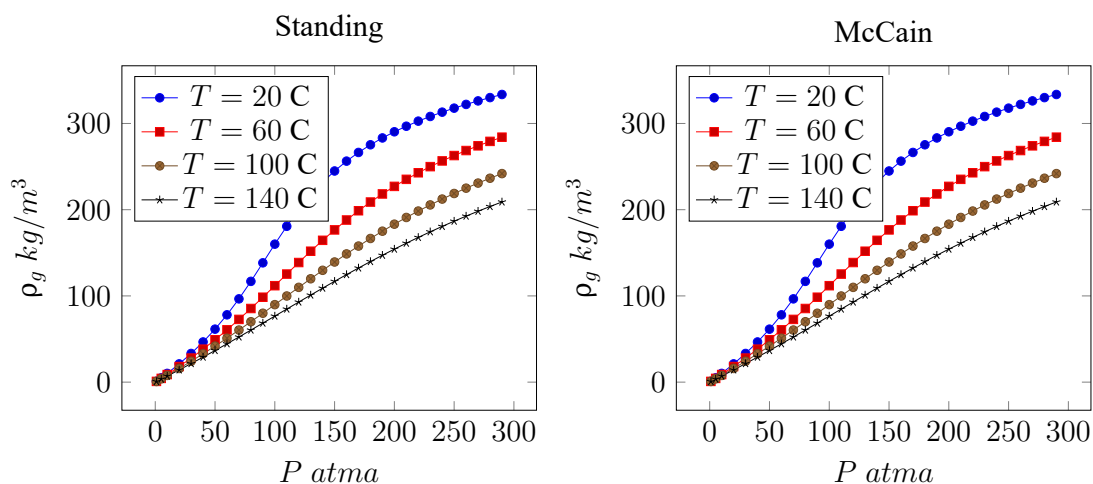 Standing
T = 20 C
T = 60 C
T = 100 C
T = 140 C
300
200
100
0
ρg kg/m³
0 50 100 150 200 250 300
P atma
McCain
T = 20 C
T = 60 C
T = 100 C
T = 140 C
300
200
100
0
ρg kg/m³
0 50 100 150 200 250 300
P atma